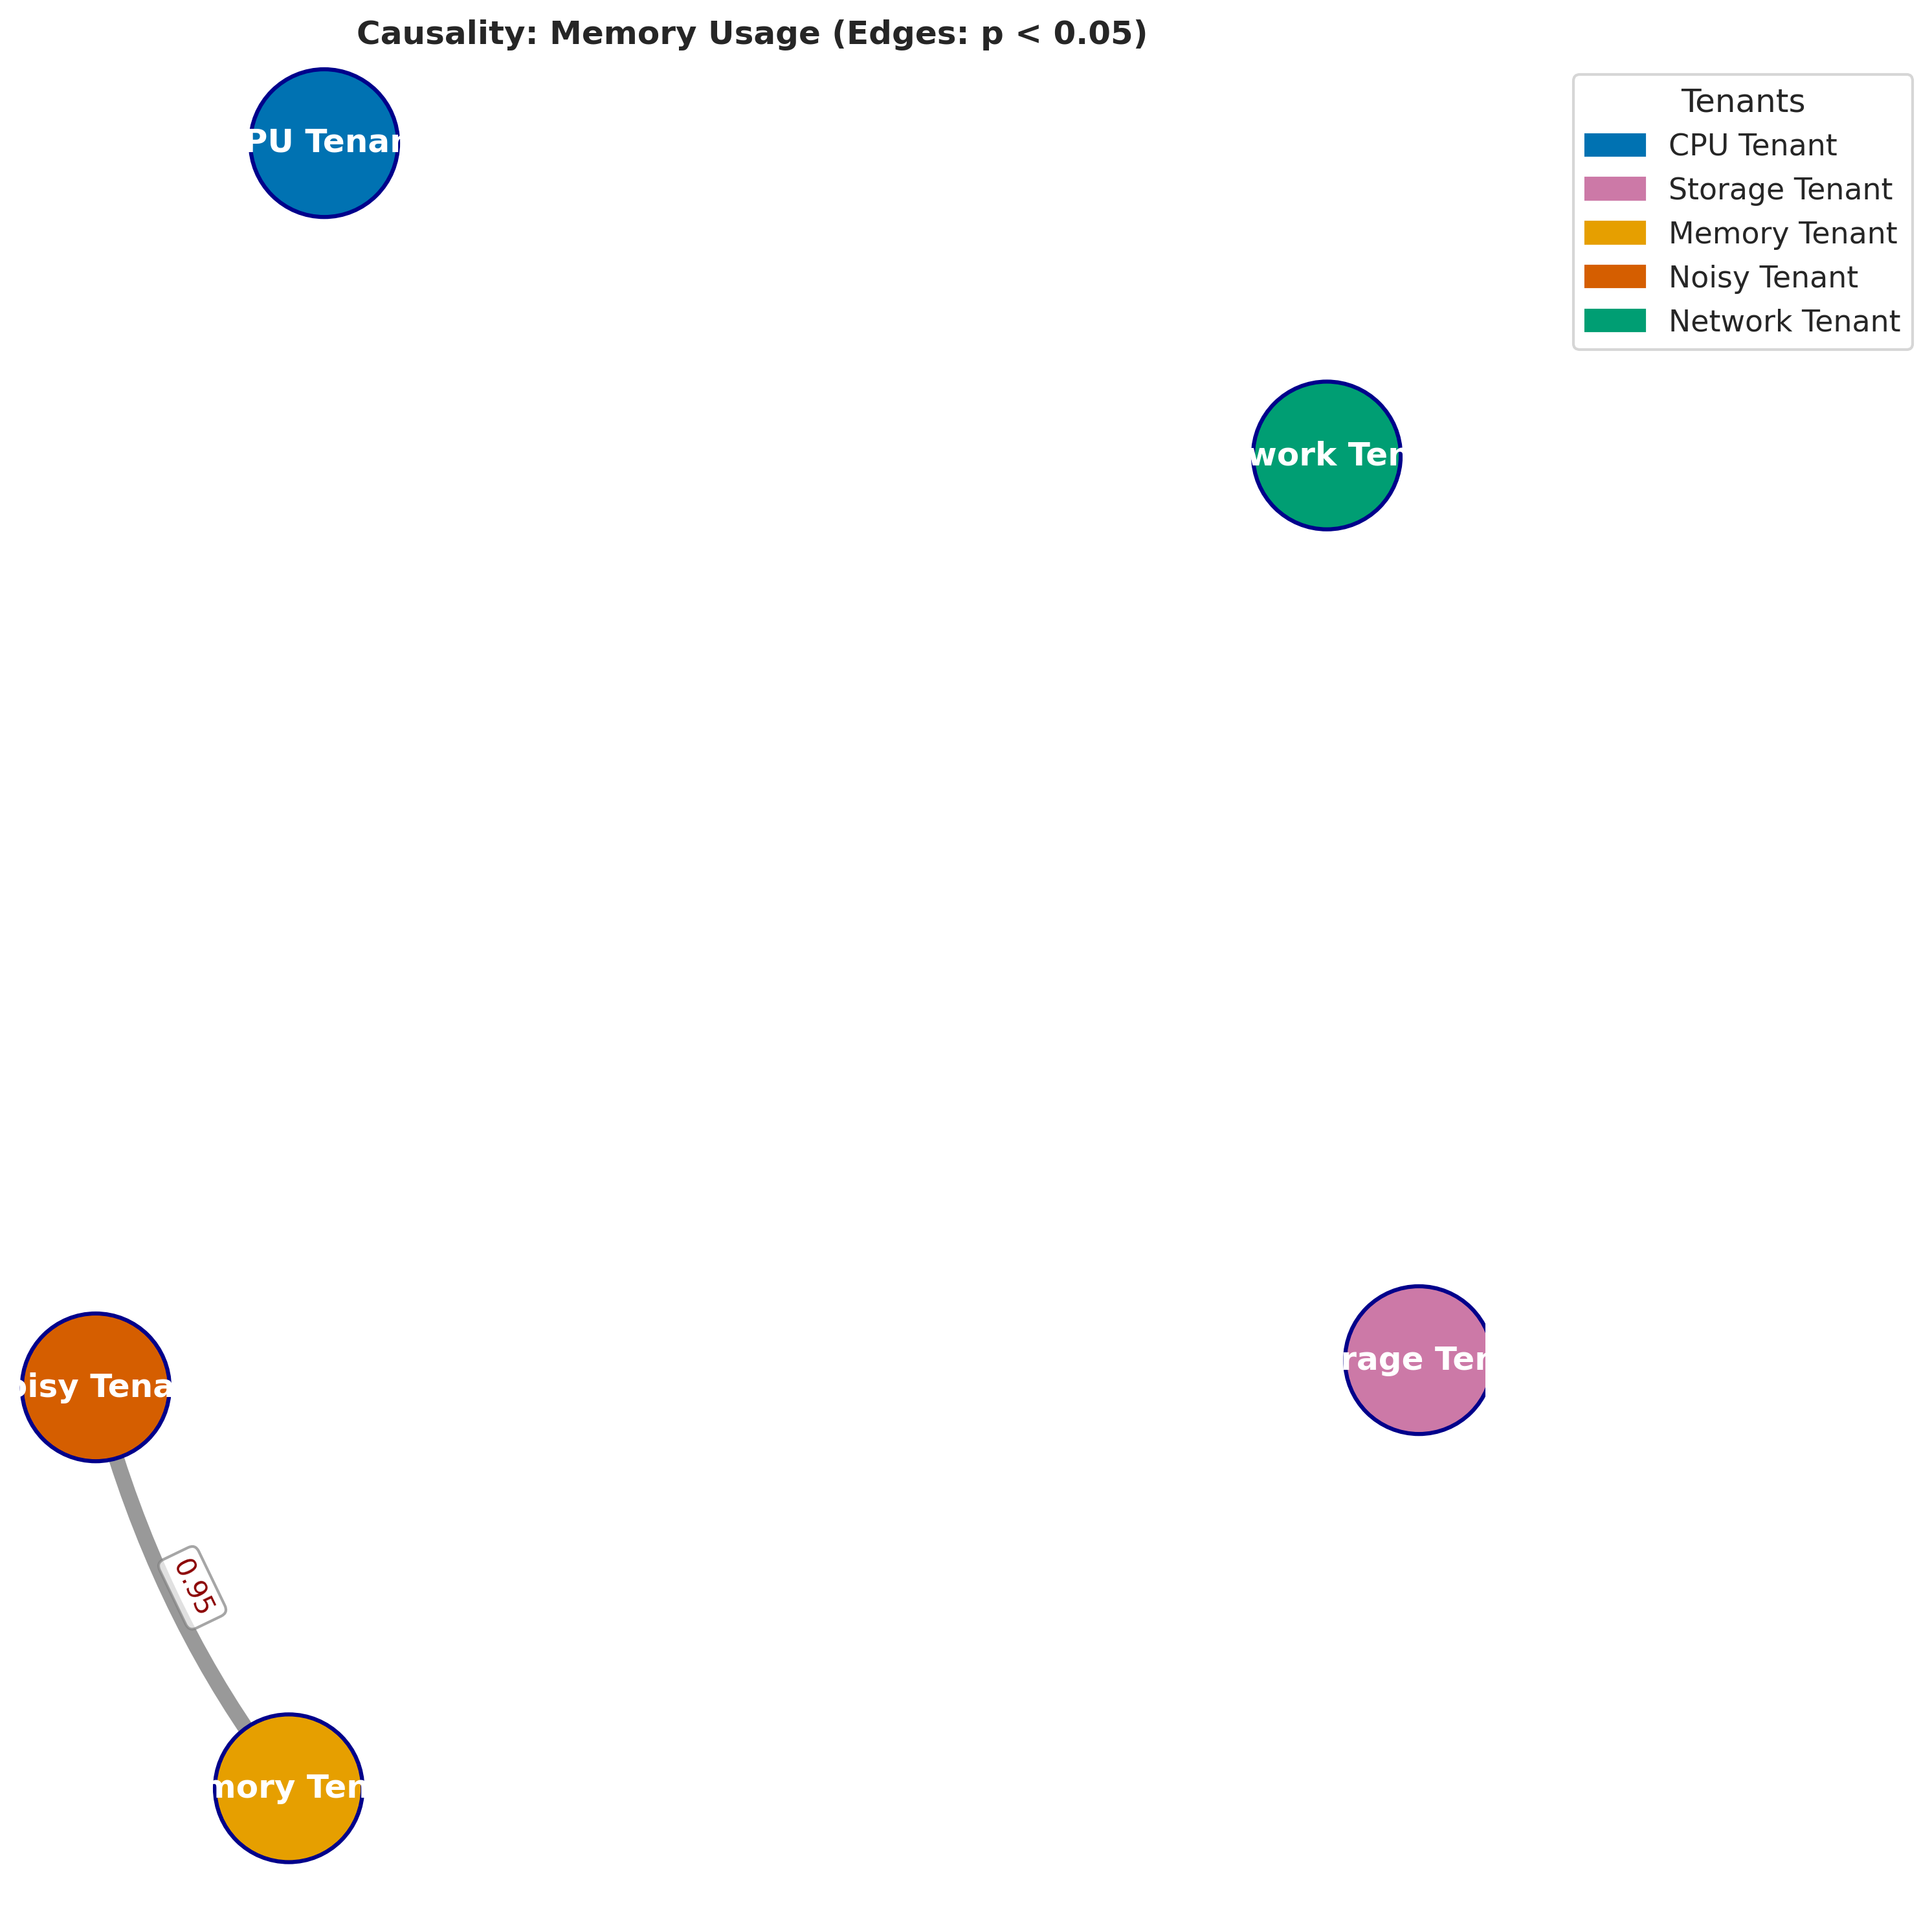 Causality: Memory Usage (Edges: p < 0.05)
Tenants
CPU Tenant
Storage Tenant
Memory Tenant
Noisy Tenant
Network Tenant
PU Tenar
work Ter
rage Ter
oisy Tena
0.95
mory Ten